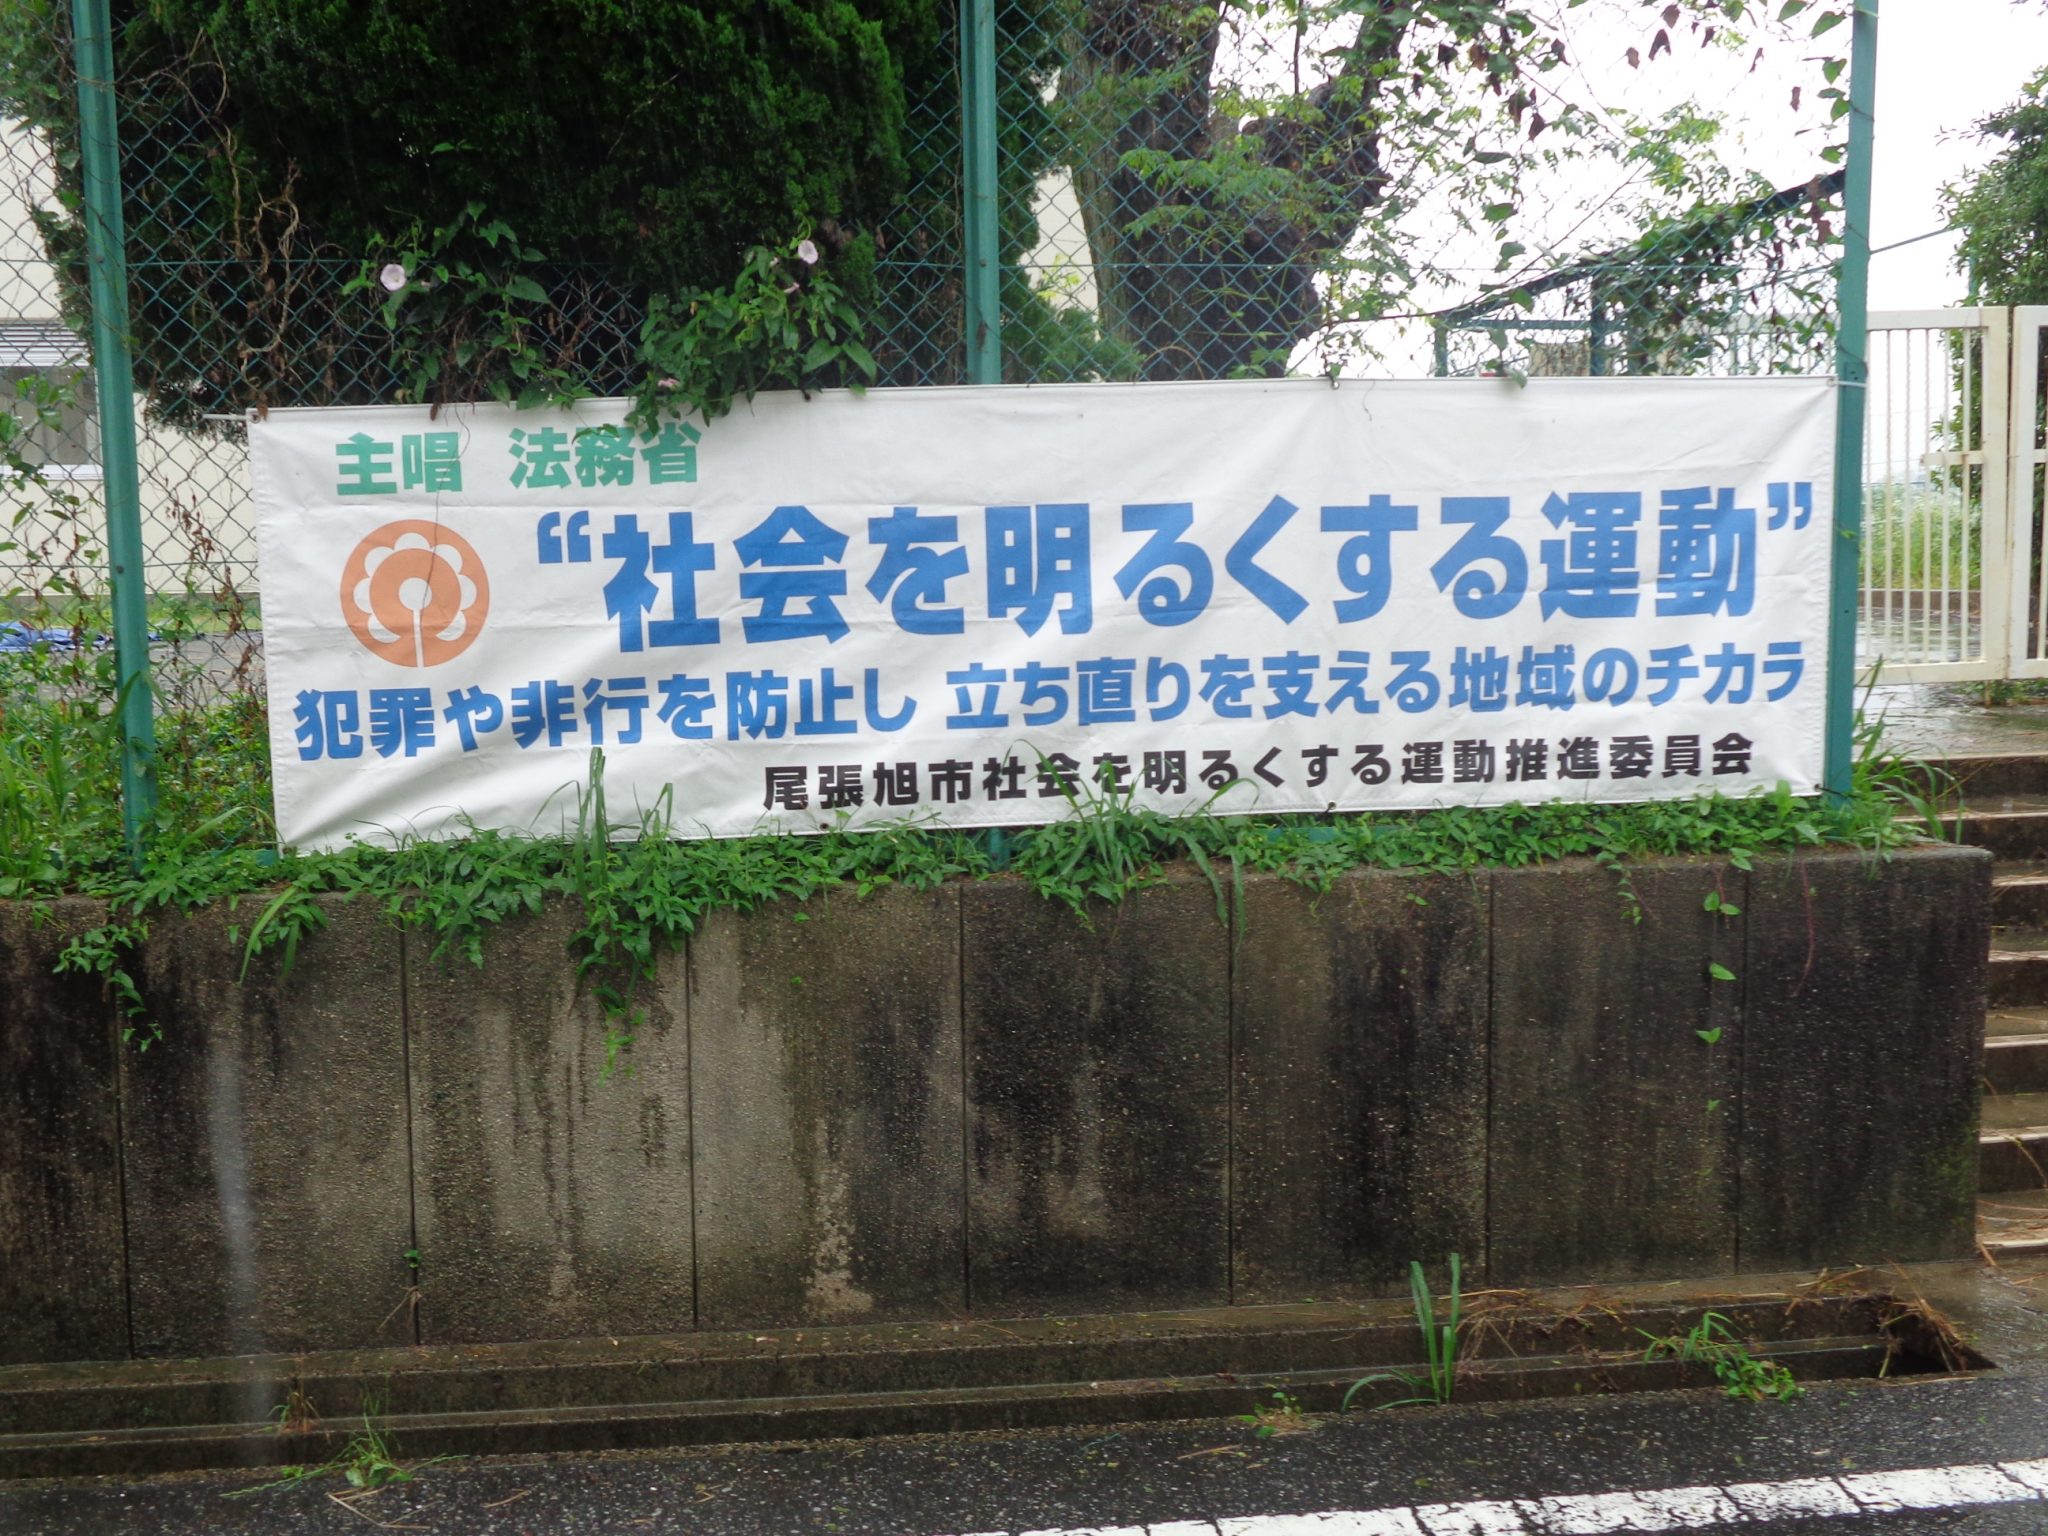 主唱 法務省
“社会を明るくする運動”
犯罪や非行を防止し 立ち直りを支える地域のチカラ
尾張旭市社会を明るくする運動推進委員会